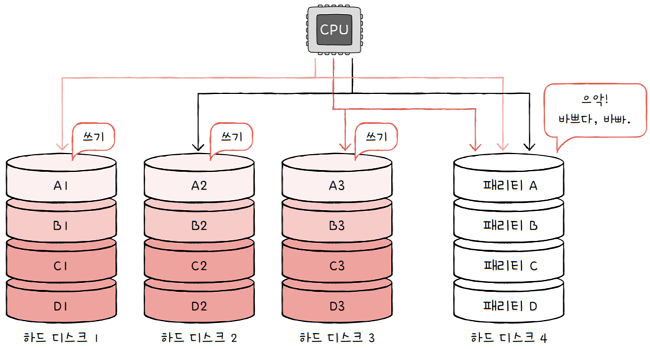 CPU
으악!
바쁘다, 바빠.
쓰기 쓰기 쓰기
A1 A2 A3 패리티 A
B1 B2 B3 패리티 B
C1 C2 C3 패리티 C
D1 D2 D3 패리티 D
하드 디스크 1 하드 디스크 2 하드 디스크 3 하드 디스크 4